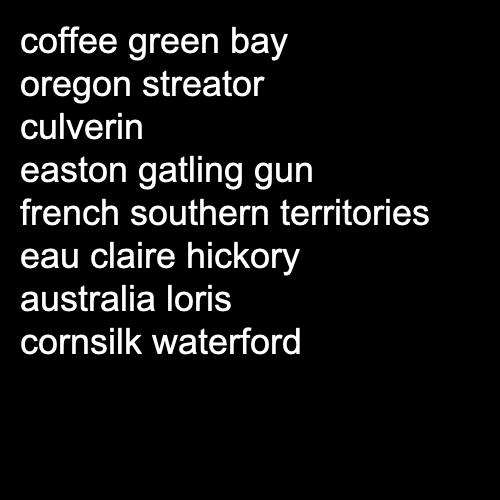 coffee green bay
oregon streator
culverin
easton gatling gun
french southern territories
eau claire hickory
australia loris
cornsilk waterford